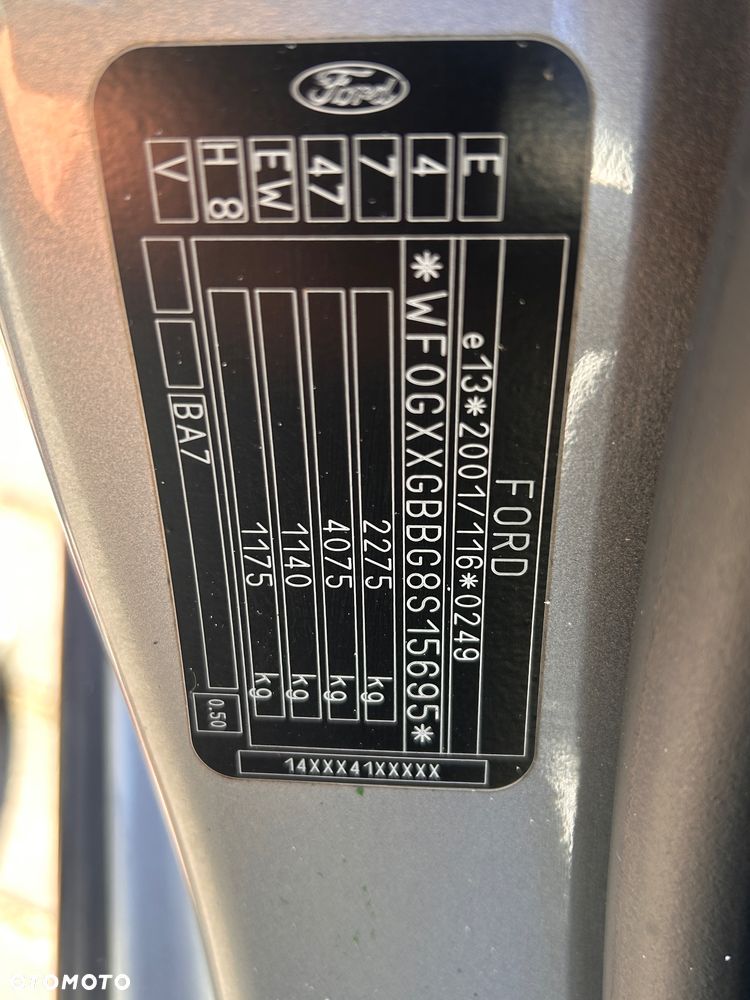 Ford
E
4
7
47
EW
H 8
V
FORD
e13*2001/116*0249
*WF0GXXGBBG8S15695*
2275 kg
4075 kg
1140 kg
1175 kg
0.50
BA7
14XXX41XXXXX
OTOMOTO